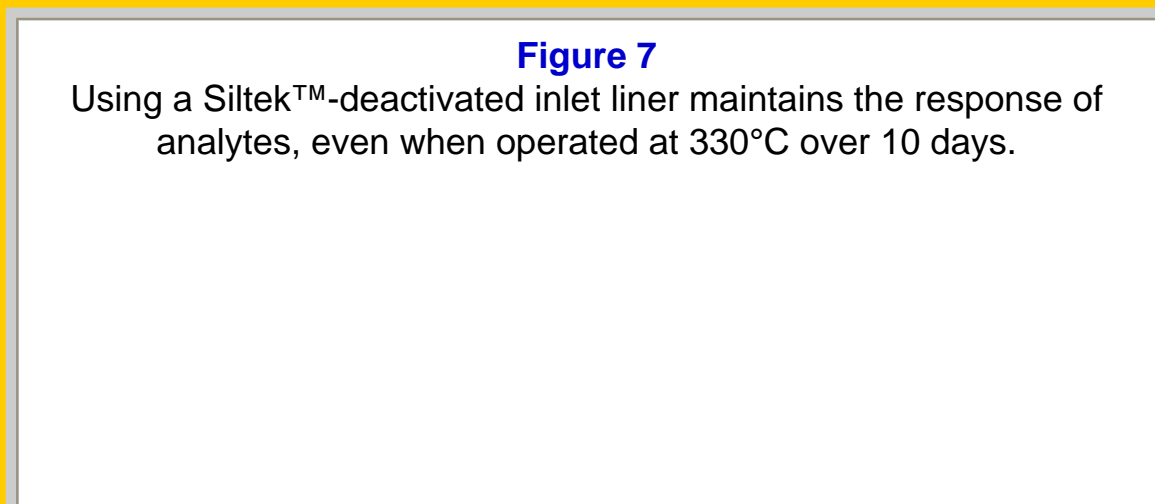 Figure 7
Using a Siltek™-deactivated inlet liner maintains the response of
analytes, even when operated at 330°C over 10 days.